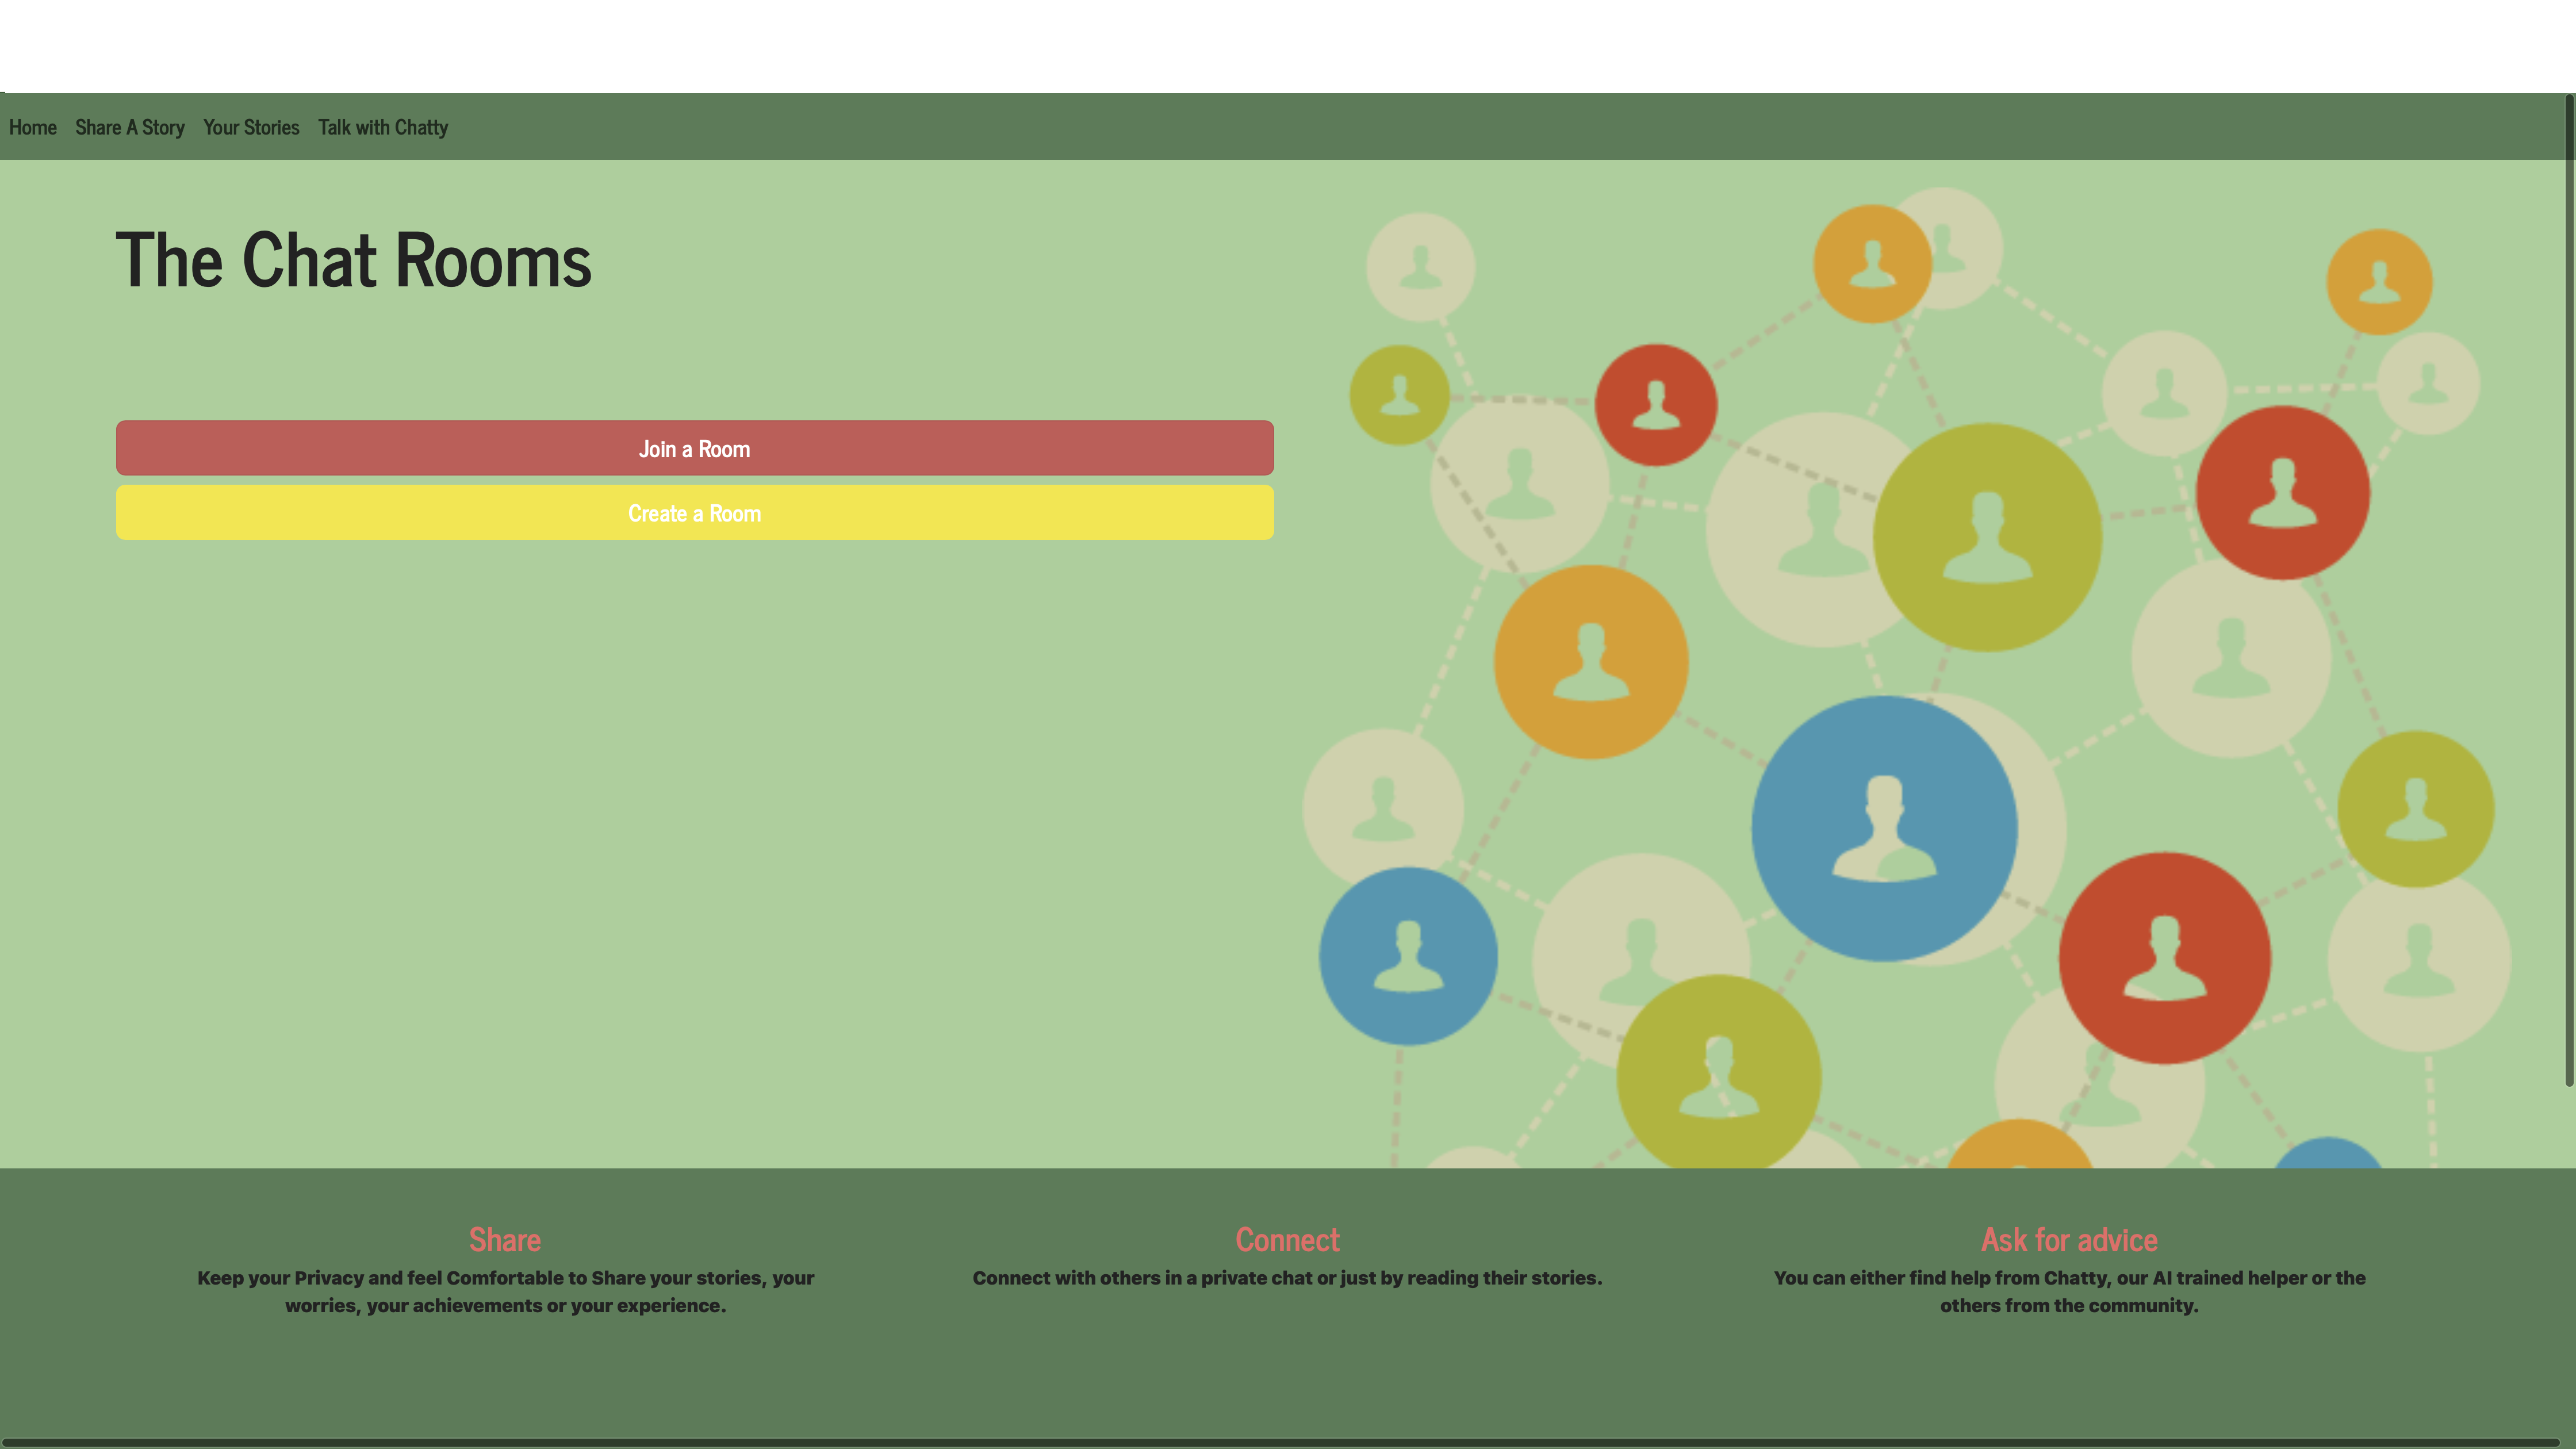 Home Share A Story Your Stories Talk with Chatty
The Chat Rooms
Join a Room
Create a Room
Share
Keep your Privacy and feel Comfortable to Share your stories, your
worries, your achievements or your experience.
Connect
Connect with others in a private chat or just by reading their stories.
Ask for advice
You can either find help from Chatty, our AI trained helper or the
others from the community.